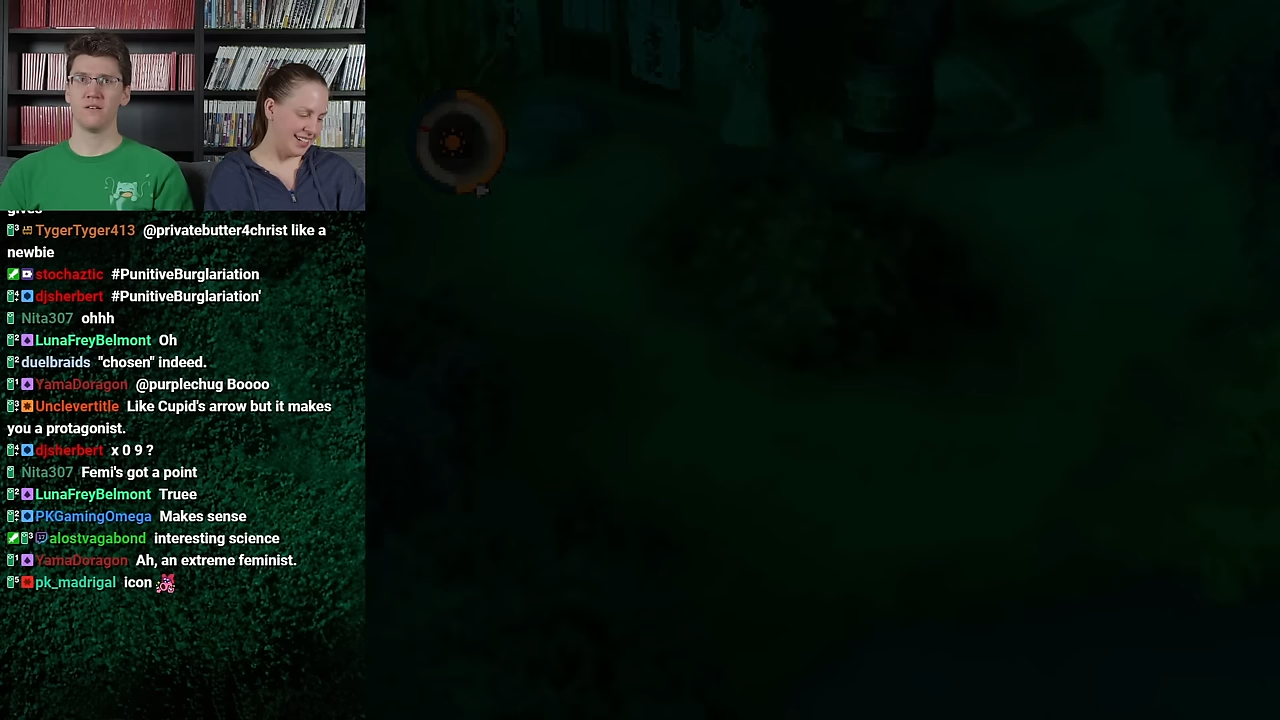 gives
TygerTyger413 @privatebutter4christ like a
newbie
stochaztic #PunitiveBurglariation
djsherbert #PunitiveBurglariation'
Nita307 ohhh
LunaFreyBelmont Oh
duelbraids "chosen" indeed.
YamaDoragon @purplechug Boooo
Unclevertitle Like Cupid's arrow but it makes
you a protagonist.
djsherbert x 0 9 ?
Nita307 Femi's got a point
LunaFreyBelmont Truee
PKGamingOmega Makes sense
alostvagabond interesting science
YamaDoragon Ah, an extreme feminist.
pk_madrigal icon